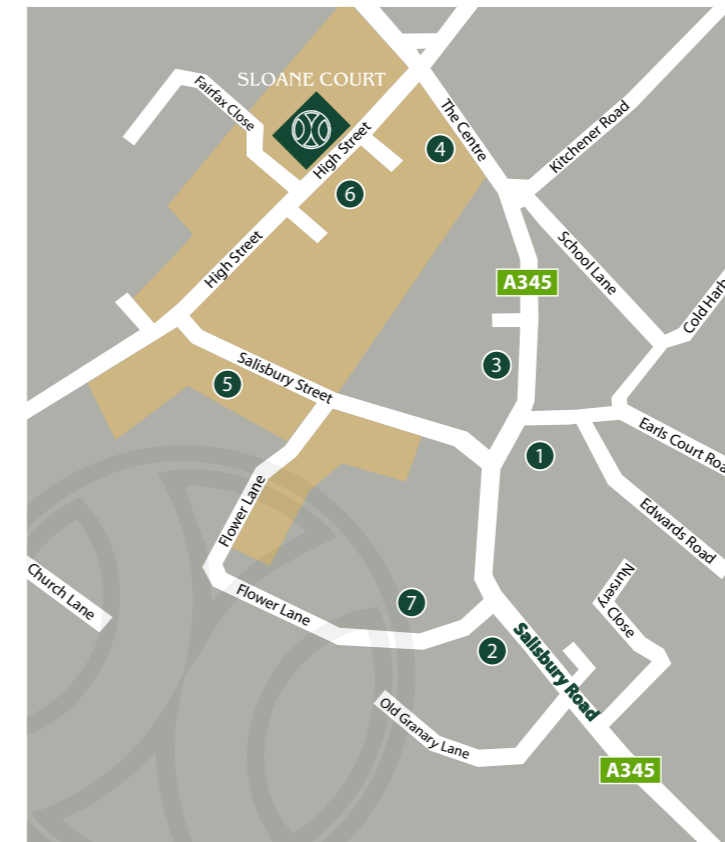 SLOANE COURT
Fairfax Close
High Street
The Centre
4
Kitchener Road
6
High Street
School Lane
A345
Cold Harb
3
Salisbury Street
5
1
Earls Court Roa
Flower Lane
Edwards Road
Church Lane
Flower Lane
7
Nursery Close
2
Salisbury Road
Old Granary Lane
A345